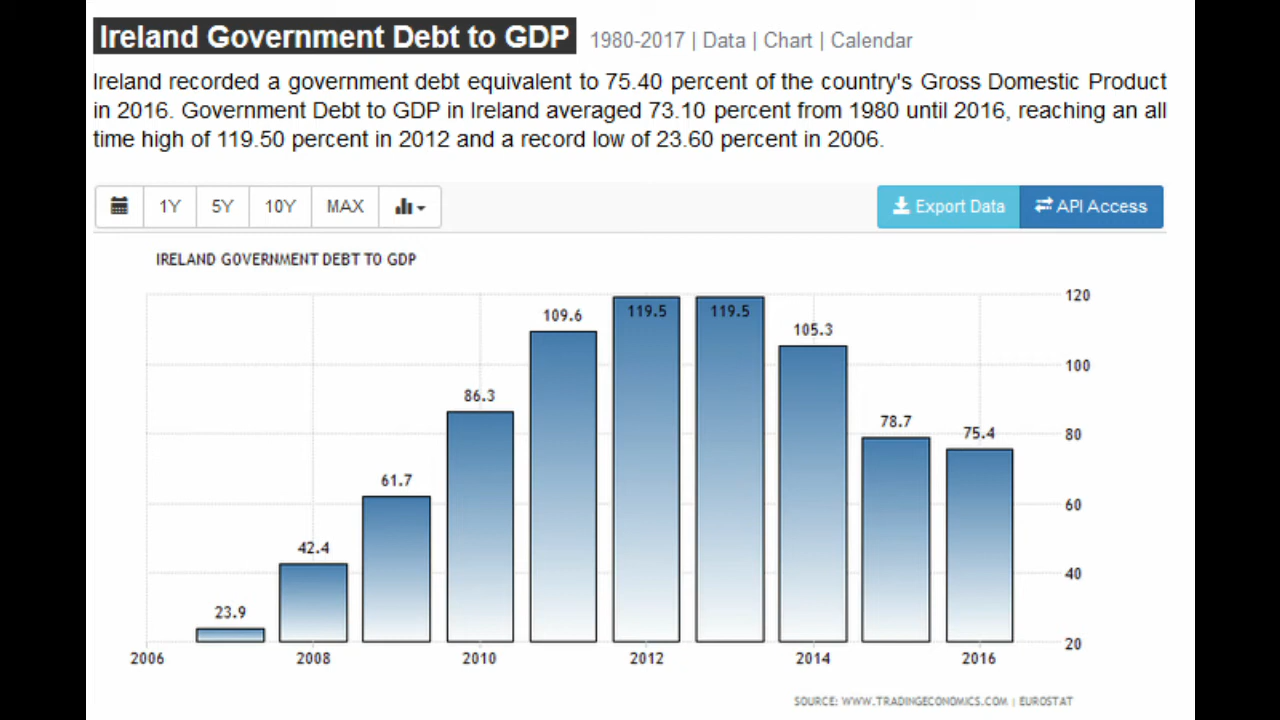 Ireland Government Debt to GDP 1980-2017 | Data | Chart | Calendar
Ireland recorded a government debt equivalent to 75.40 percent of the country's Gross Domestic Product
in 2016. Government Debt to GDP in Ireland averaged 73.10 percent from 1980 until 2016, reaching an all
time high of 119.50 percent in 2012 and a record low of 23.60 percent in 2006.
1Y 5Y 10Y MAX Export Data API Access
IRELAND GOVERNMENT DEBT TO GDP
120
119.5 119.5
109.6
105.3
100
86.3
80
78.7
75.4
61.7
60
42.4
40
23.9
20
2006 2008 2010 2012 2014 2016
SOURCE: WWW.TRADINGECONOMICS.COM | EUROSTAT